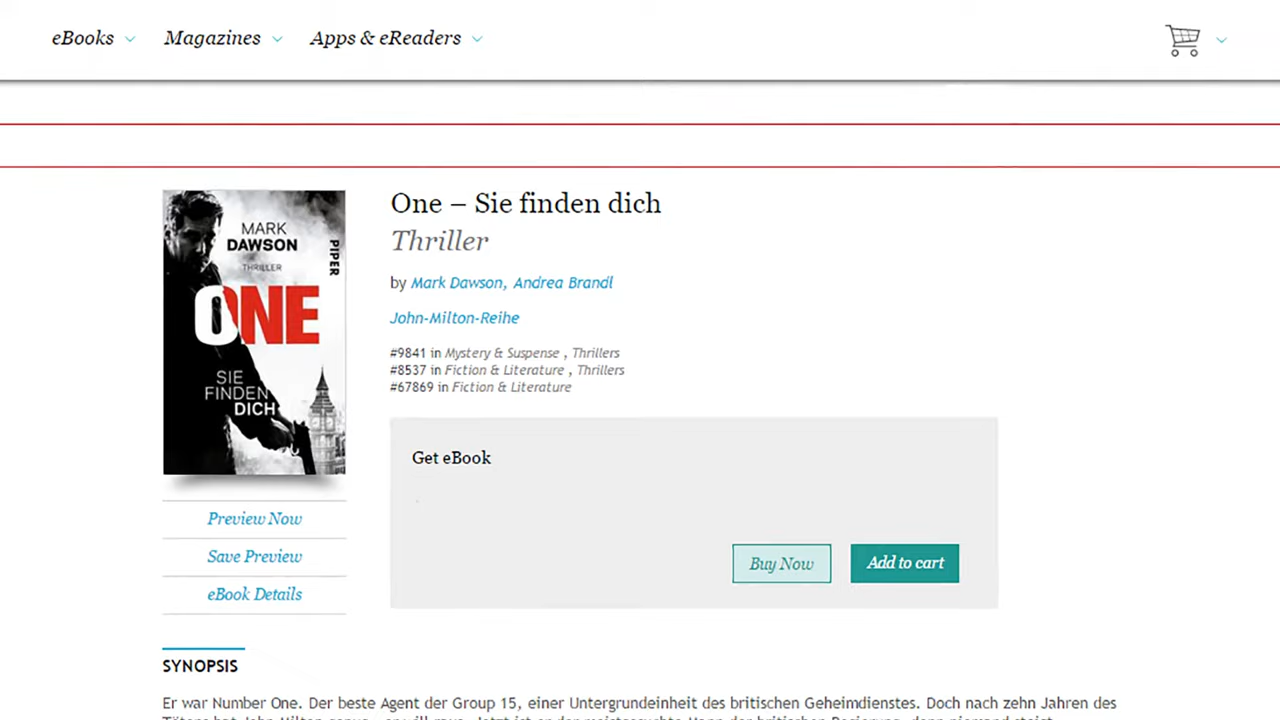 eBooks Magazines Apps & eReaders
MARK
DAWSON
THRILLER
PIPER
ONE
SIE
FINDEN
DICH
One – Sie finden dich
Thriller
by Mark Dawson, Andrea Brandl
John-Milton-Reihe
#9841 in Mystery & Suspense , Thrillers
#8537 in Fiction & Literature , Thrillers
#67869 in Fiction & Literature
Get eBook
Buy Now Add to cart
Preview Now
Save Preview
eBook Details
SYNOPSIS
Er war Number One. Der beste Agent der Group 15, einer Untergrundeinheit des britischen Geheimdienstes. Doch nach zehn Jahren des